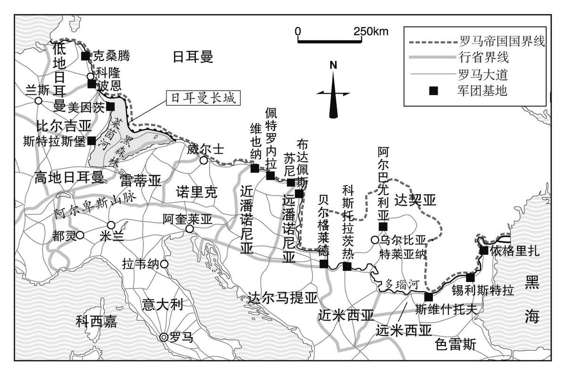 0 250km
N
罗马帝国国界线
行省界线
罗马大道
军团基地
低地日耳曼
克桑腾
日耳曼
科隆
波恩
兰斯
美因茨
日耳曼长城
比尔吉亚
斯特拉斯堡
莱茵河
黑森林
高地日耳曼
雷蒂亚
威尔士
维也纳
佩特罗内拉
苏尼
布达佩斯
阿尔巴尤利亚
达契亚
诺里克
近潘诺尼亚
远潘诺尼亚
贝尔格莱德
科斯托拉茨热
乌尔比亚
特莱亚纳
依格里扎
阿尔卑斯山脉
都灵
米兰
阿奎莱亚
拉韦纳
达尔马提亚
多瑙河
锡利斯特拉
斯维什托夫
黑海
意大利
近米西亚
远米西亚
科西嘉
罗马
色雷斯